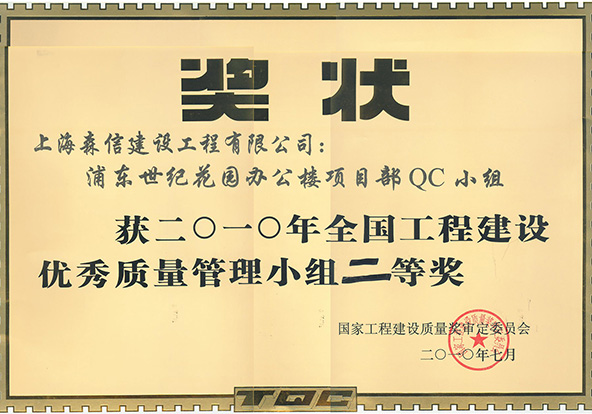 奖状
上海森信建设工程有限公司：
浦东世纪花园办公楼项目部QC小组
获二〇一〇年全国工程建设
优秀质量管理小组二等奖
国家工程建设质量奖审定委员会
二〇一〇年七月
TQC